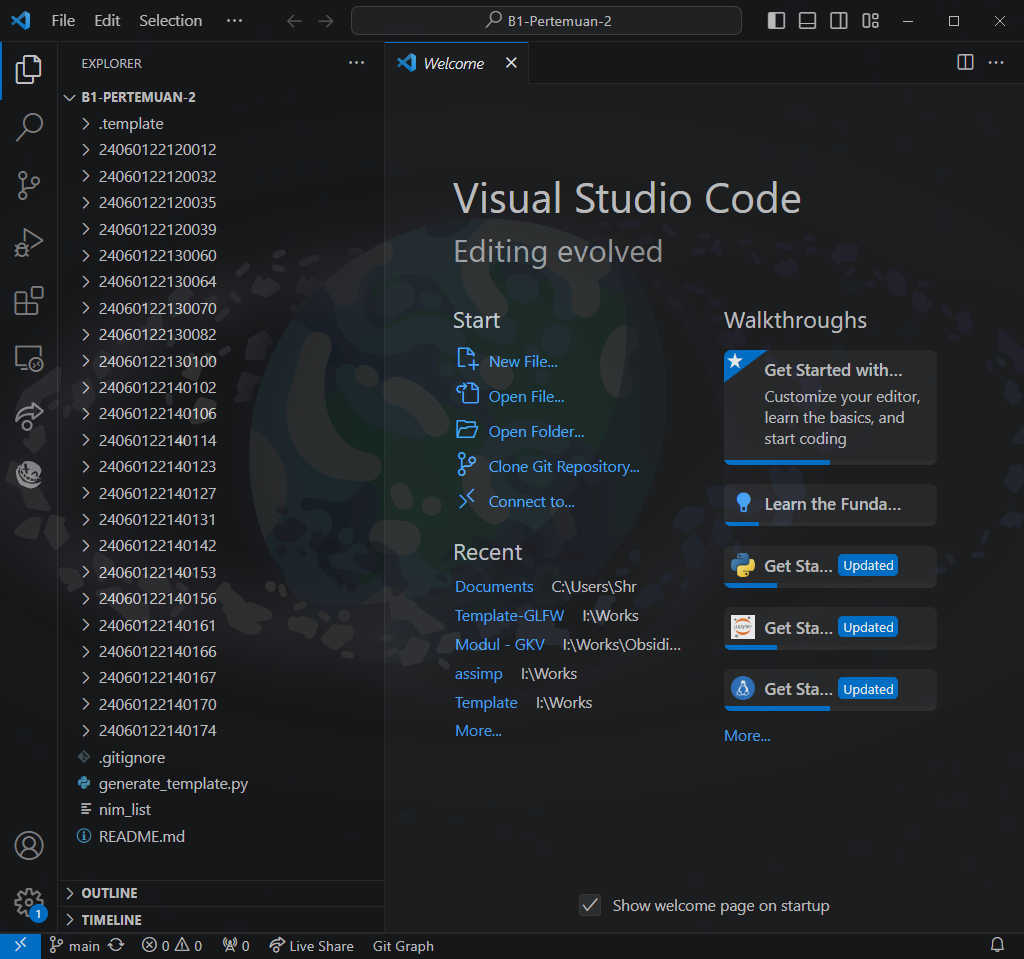 File Edit Selection ··· B1-Pertemuan-2
EXPLORER ···
B1-PERTEMUAN-2
.template
24060122120012
24060122120032
24060122120035
24060122120039
24060122130060
24060122130064
24060122130070
24060122130082
24060122130100
24060122140102
24060122140106
24060122140114
24060122140123
24060122140127
24060122140131
24060122140142
24060122140153
24060122140156
24060122140161
24060122140166
24060122140167
24060122140170
24060122140174
.gitignore
generate_template.py
nim_list
README.md
OUTLINE
TIMELINE
1
Welcome
Visual Studio Code
Editing evolved
Start
New File...
Open File...
Open Folder...
Clone Git Repository...
Connect to...
Recent
Documents C:\Users\Shr
Template-GLFW I:\Works
Modul - GKV I:\Works\Obsidi...
assimp I:\Works
Template I:\Works
More...
Walkthroughs
Get Started with...
Customize your editor,
learn the basics, and
start coding
Learn the Funda...
Get Sta... Updated
jupyter
Get Sta... Updated
Get Sta... Updated
More...
Show welcome page on startup
main 0 0 0 Live Share Git Graph